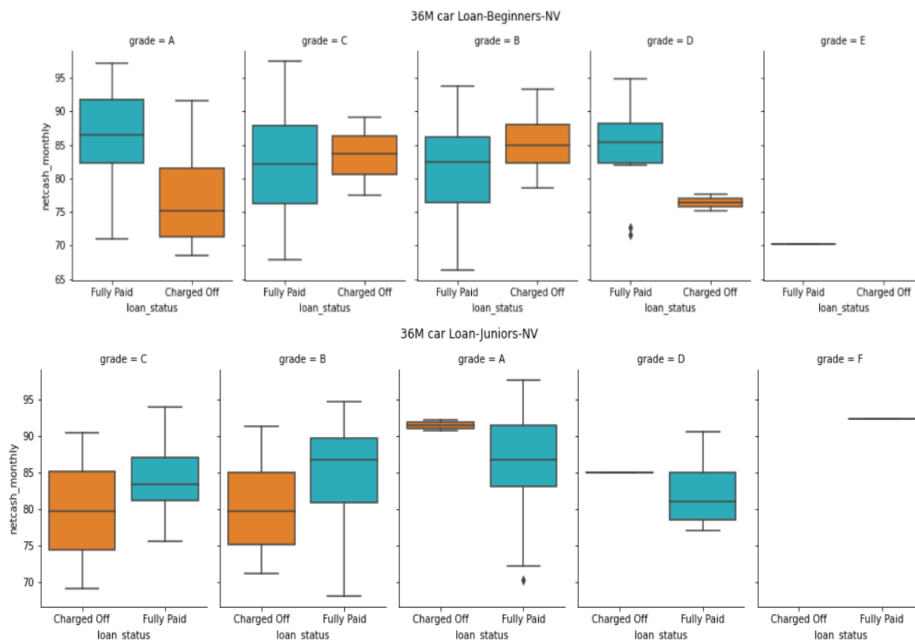 36M car Loan-Beginners-NV
grade = A grade = C grade = B grade = D grade = E
95
90
85
80
75
70
65
netcash_monthly
Fully Paid Charged Off Fully Paid Charged Off Fully Paid Charged Off Fully Paid Charged Off Fully Paid Charged Off
loan_status loan_status loan_status loan_status loan_status
36M car Loan-Juniors-NV
grade = C grade = B grade = A grade = D grade = F
95
90
85
80
75
70
netcash_monthly
Charged Off Fully Paid Charged Off Fully Paid Charged Off Fully Paid Charged Off Fully Paid Charged Off Fully Paid
loan_status loan_status loan_status loan_status loan_status